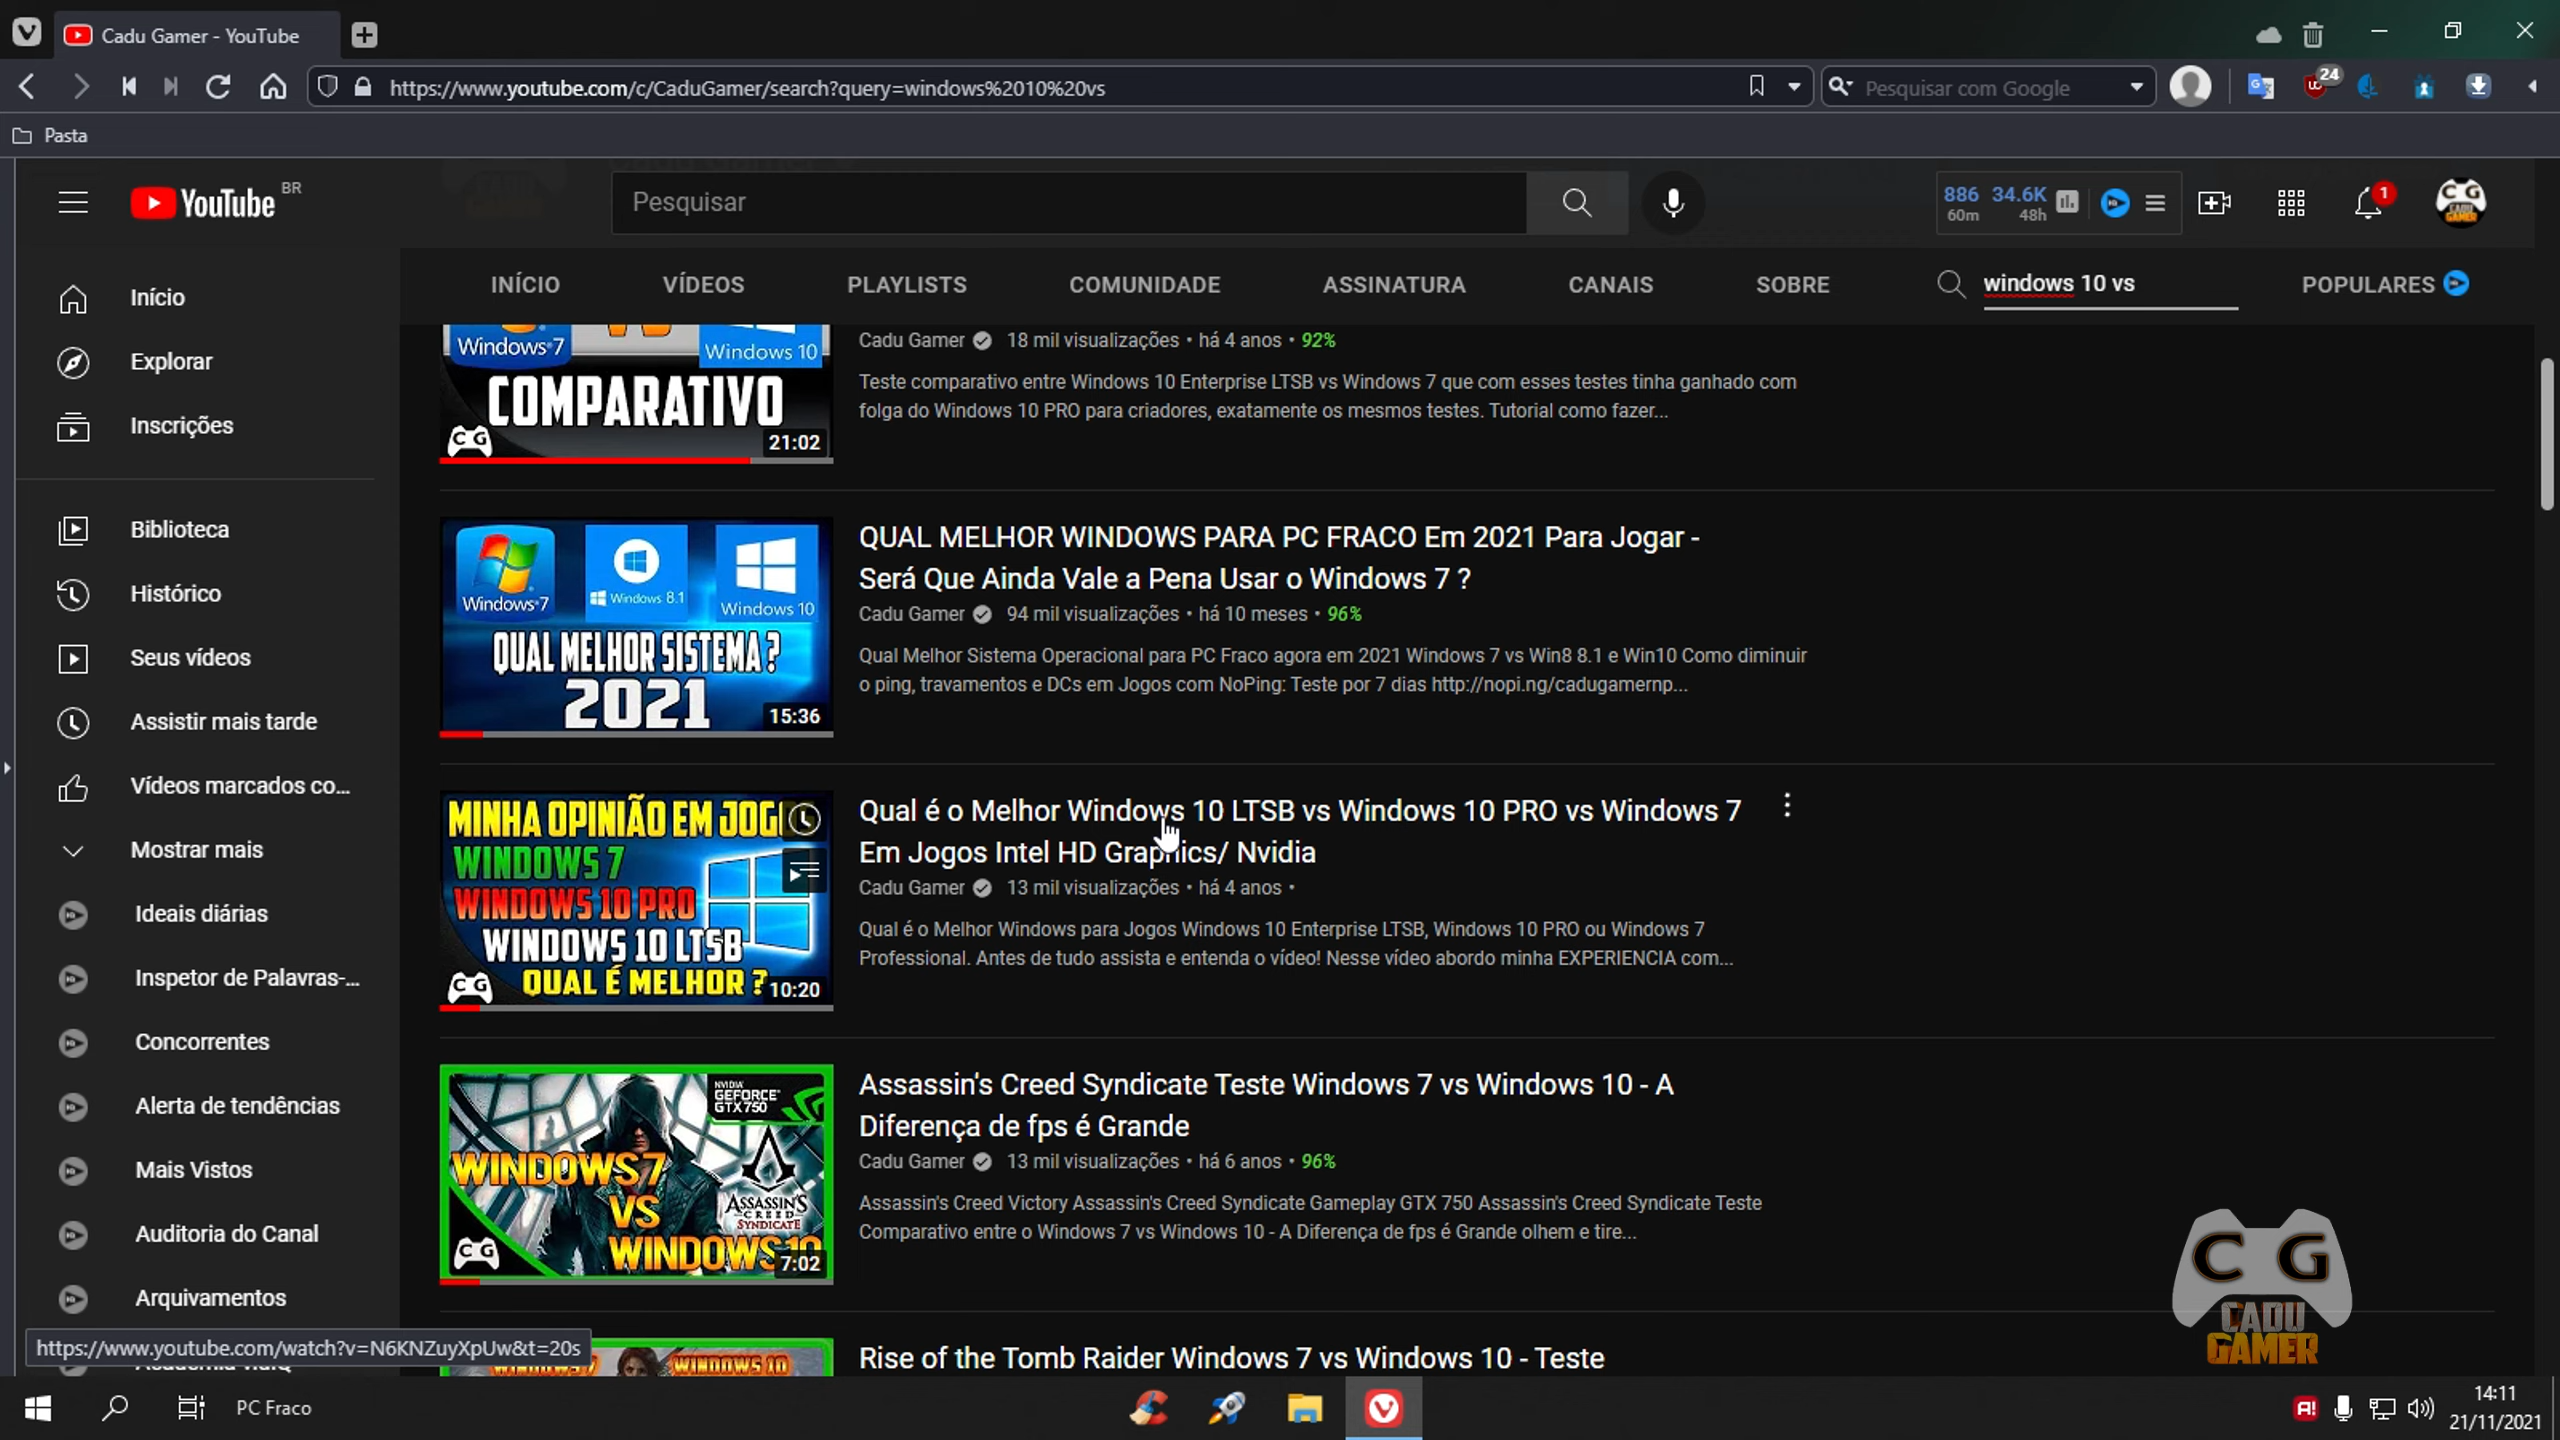 Cadu Gamer - YouTube
https://www.youtube.com/c/CaduGamer/search?query=windows%2010%20vs
Pesquisar com Google
24
Pasta
YouTube BR
Pesquisar
886 60m
34.6K 48h
1
INÍCIO
VÍDEOS
PLAYLISTS
COMUNIDADE
ASSINATURA
CANAIS
SOBRE
windows 10 vs
POPULARES
Início
Explorar
Inscrições
Biblioteca
Histórico
Seus vídeos
Assistir mais tarde
Vídeos marcados co...
Mostrar mais
Ideais diárias
Inspetor de Palavras-...
Concorrentes
Alerta de tendências
Mais Vistos
Auditoria do Canal
Arquivamentos
https://www.youtube.com/watch?v=N6KNZuyXpUw&t=20s
Windows 7
Windows 10
COMPARATIVO
CG
21:02
Cadu Gamer 18 mil visualizações • há 4 anos • 92%
Teste comparativo entre Windows 10 Enterprise LTSB vs Windows 7 que com esses testes tinha ganhado com
folga do Windows 10 PRO para criadores, exatamente os mesmos testes. Tutorial como fazer...
Windows 7
Windows 8.1
Windows 10
QUAL MELHOR SISTEMA ?
2021
15:36
QUAL MELHOR WINDOWS PARA PC FRACO Em 2021 Para Jogar -
Será Que Ainda Vale a Pena Usar o Windows 7 ?
Cadu Gamer 94 mil visualizações • há 10 meses • 96%
Qual Melhor Sistema Operacional para PC Fraco agora em 2021 Windows 7 vs Win8 8.1 e Win10 Como diminuir
o ping, travamentos e DCs em Jogos com NoPing: Teste por 7 dias http://nopi.ng/cadugamernp...
MINHA OPINIÃO EM JOG
WINDOWS 7
WINDOWS 10 PRO
WINDOWS 10 LTSB
CG
QUAL É MELHOR ?
10:20
Qual é o Melhor Windows 10 LTSB vs Windows 10 PRO vs Windows 7
Em Jogos Intel HD Graphics/ Nvidia
Cadu Gamer 13 mil visualizações • há 4 anos •
Qual é o Melhor Windows para Jogos Windows 10 Enterprise LTSB, Windows 10 PRO ou Windows 7
Professional. Antes de tudo assista e entenda o vídeo! Nesse vídeo abordo minha EXPERIENCIA com...
NVIDIA
GEFORCE
GTX 750
WINDOWS 7
VS
WINDOWS 10
ASSASSIN'S
CREED
SYNDICATE
CG
7:02
Assassin's Creed Syndicate Teste Windows 7 vs Windows 10 - A
Diferença de fps é Grande
Cadu Gamer 13 mil visualizações • há 6 anos • 96%
Assassin's Creed Victory Assassin's Creed Syndicate Gameplay GTX 750 Assassin's Creed Syndicate Teste
Comparativo entre o Windows 7 vs Windows 10 - A Diferença de fps é Grande olhem e tire...
WINDOWS 10
Rise of the Tomb Raider Windows 7 vs Windows 10 - Teste
C G
CADU
GAMER
PC Fraco
14:11
21/11/2021